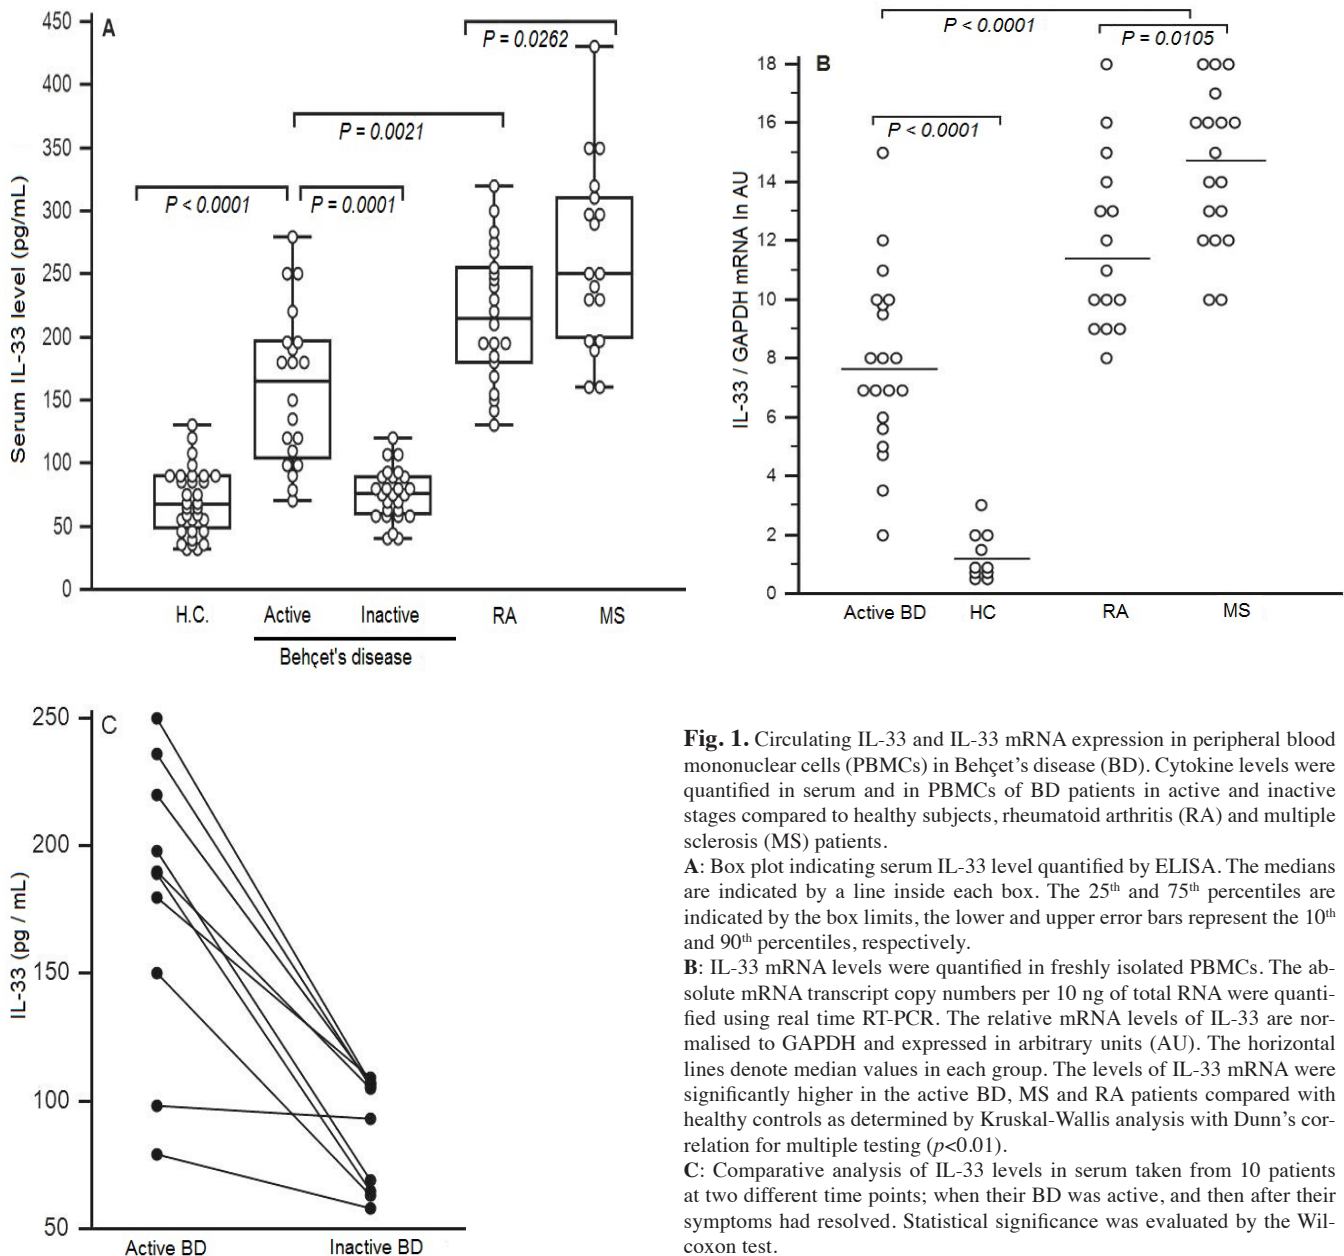 A
P = 0.0262
P = 0.0021
P < 0.0001
P = 0.0001
Serum IL-33 level (pg/mL)
450
400
350
300
250
200
150
100
50
0
H.C.
Active
Inactive
RA
MS
Behçet's disease
P < 0.0001
P = 0.0105
B
P < 0.0001
IL-33 / GAPDH mRNA In AU
18
16
14
12
10
8
6
4
2
0
Active BD
HC
RA
MS
C
IL-33 (pg / mL)
250
200
150
100
50
Active BD
Inactive BD
Fig. 1. Circulating IL-33 and IL-33 mRNA expression in peripheral blood
mononuclear cells (PBMCs) in Behçet's disease (BD). Cytokine levels were
quantified in serum and in PBMCs of BD patients in active and inactive
stages compared to healthy subjects, rheumatoid arthritis (RA) and multiple
sclerosis (MS) patients.
A: Box plot indicating serum IL-33 level quantified by ELISA. The medians
are indicated by a line inside each box. The 25th and 75th percentiles are
indicated by the box limits, the lower and upper error bars represent the 10th
and 90th percentiles, respectively.
B: IL-33 mRNA levels were quantified in freshly isolated PBMCs. The ab-
solute mRNA transcript copy numbers per 10 ng of total RNA were quanti-
fied using real time RT-PCR. The relative mRNA levels of IL-33 are nor-
malised to GAPDH and expressed in arbitrary units (AU). The horizontal
lines denote median values in each group. The levels of IL-33 mRNA were
significantly higher in the active BD, MS and RA patients compared with
healthy controls as determined by Kruskal-Wallis analysis with Dunn's cor-
relation for multiple testing (p<0.01).
C: Comparative analysis of IL-33 levels in serum taken from 10 patients
at two different time points; when their BD was active, and then after their
symptoms had resolved. Statistical significance was evaluated by the Wil-
coxon test.